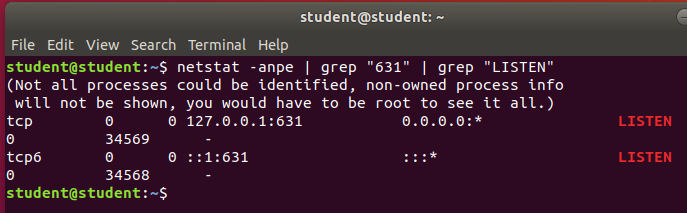 student@student: ~
File Edit View Search Terminal Help
student@student:~$ netstat -anpe | grep "631" | grep "LISTEN"
(Not all processes could be identified, non-owned process info
 will not be shown, you would have to be root to see it all.)
tcp 0 0 127.0.0.1:631 0.0.0.0:* LISTEN
0 34569 -
tcp6 0 0 ::1:631 :::* LISTEN
0 34568 -
student@student:~$